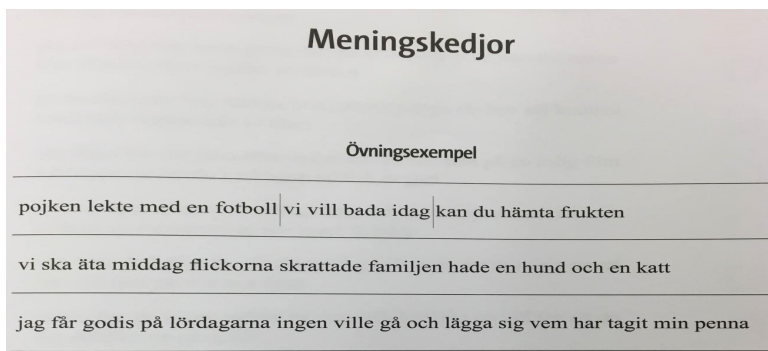 Meningskedjor
Övningsexempel
pojken lekte med en fotboll|vi vill bada idag|kan du hämta frukten
vi ska äta middag flickorna skrattade familjen hade en hund och en katt
jag får godis på lördagarna ingen ville gå och lägga sig vem har tagit min penna